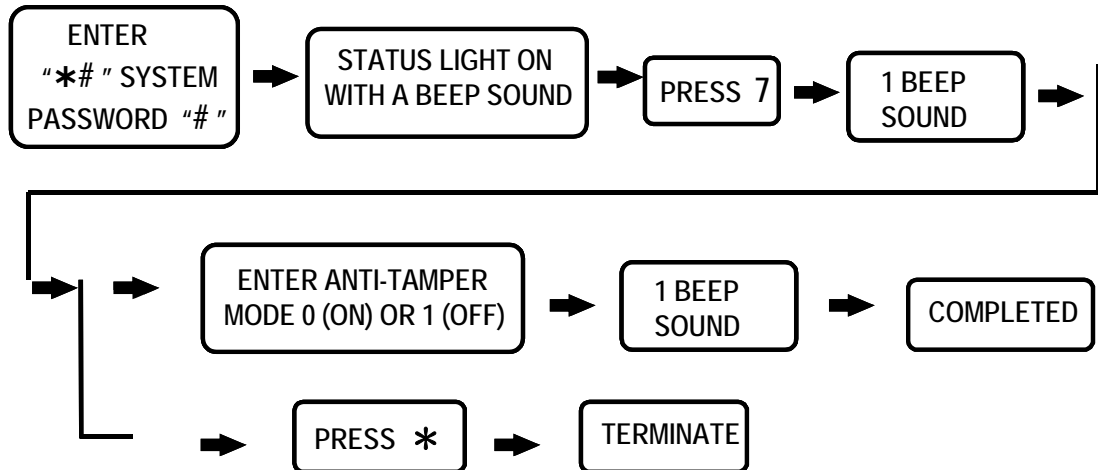 ENTER
“*# ” SYSTEM
PASSWORD “# ”
STATUS LIGHT ON
WITH A BEEP SOUND
PRESS 7
1 BEEP
SOUND
ENTER ANTI-TAMPER
MODE 0 (ON) OR 1 (OFF)
1 BEEP
SOUND
COMPLETED
PRESS *
TERMINATE